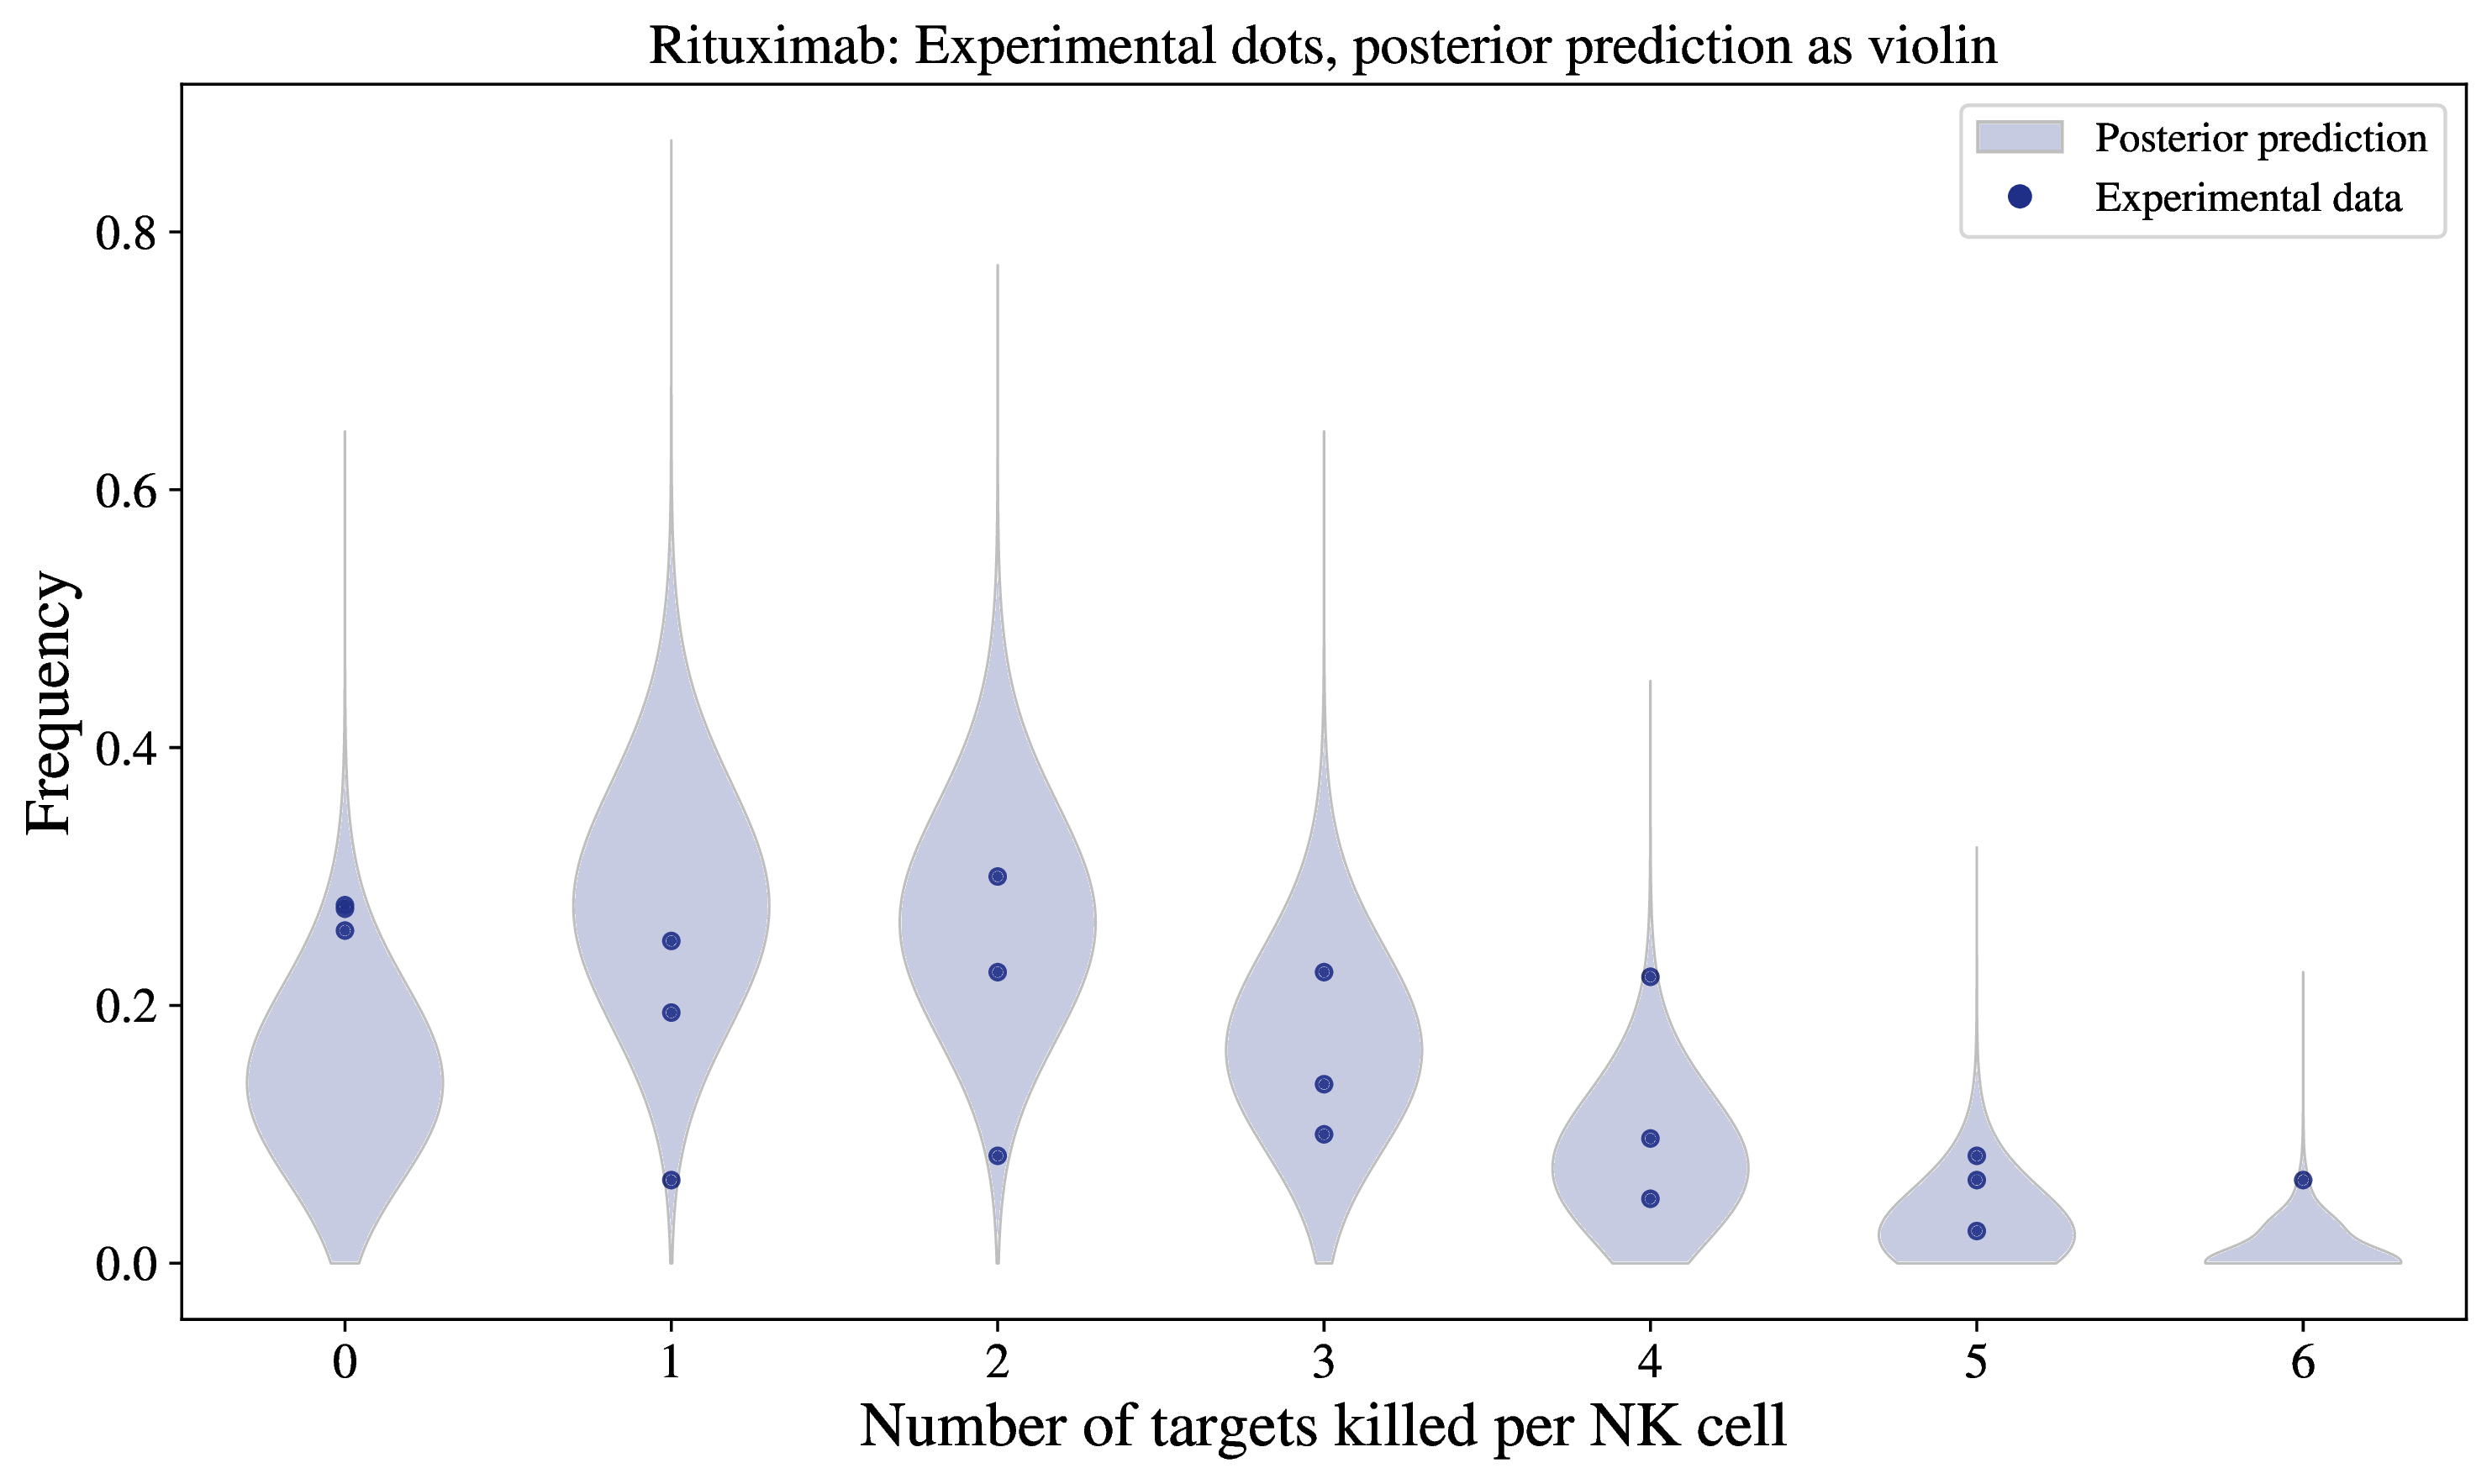 Rituximab: Experimental dots, posterior prediction as violin
Posterior prediction
Experimental data
Frequency
0.8
0.6
0.4
0.2
0.0
0 1 2 3 4 5 6
Number of targets killed per NK cell